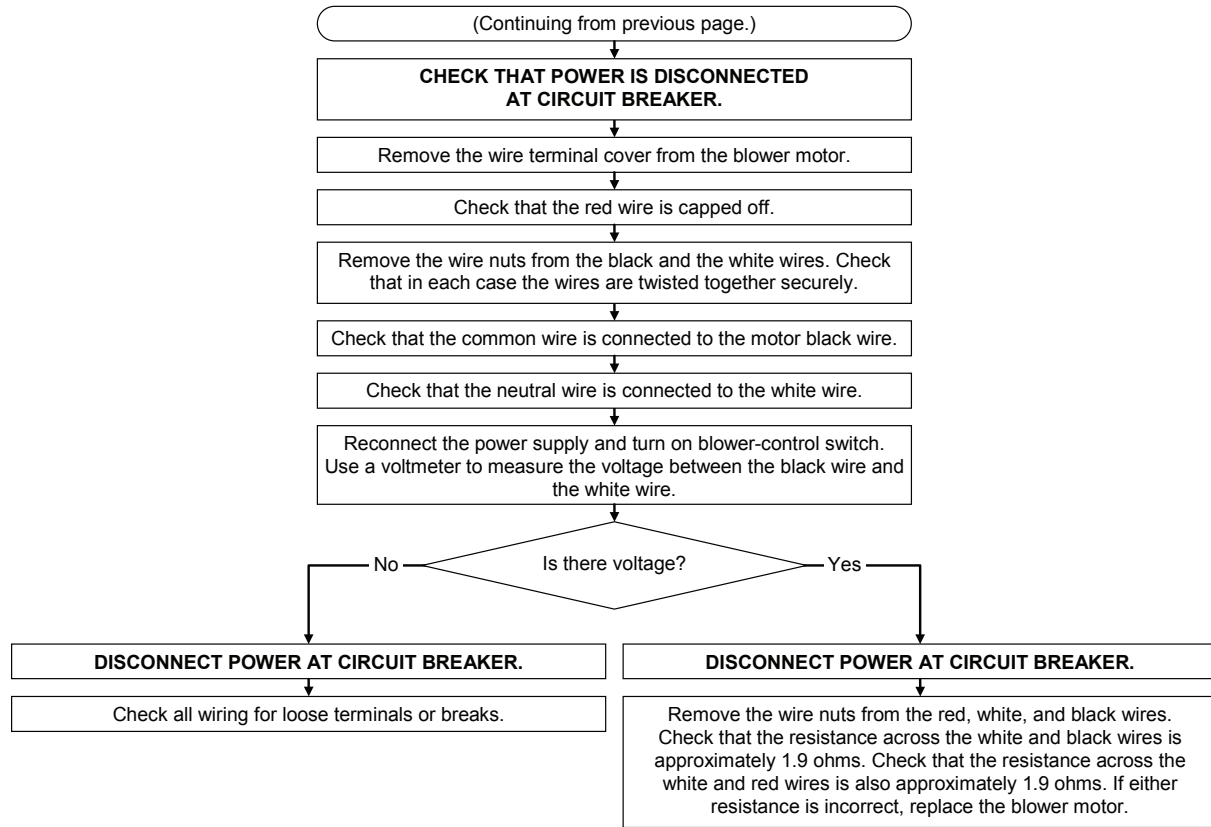 (Continuing from previous page.)
CHECK THAT POWER IS DISCONNECTED
AT CIRCUIT BREAKER.
Remove the wire terminal cover from the blower motor.
Check that the red wire is capped off.
Remove the wire nuts from the black and the white wires. Check
that in each case the wires are twisted together securely.
Check that the common wire is connected to the motor black wire.
Check that the neutral wire is connected to the white wire.
Reconnect the power supply and turn on blower-control switch.
Use a voltmeter to measure the voltage between the black wire and
the white wire.
Is there voltage?
No
Yes
DISCONNECT POWER AT CIRCUIT BREAKER.
Check all wiring for loose terminals or breaks.
DISCONNECT POWER AT CIRCUIT BREAKER.
Remove the wire nuts from the red, white, and black wires.
Check that the resistance across the white and black wires is
approximately 1.9 ohms. Check that the resistance across the
white and red wires is also approximately 1.9 ohms. If either
resistance is incorrect, replace the blower motor.